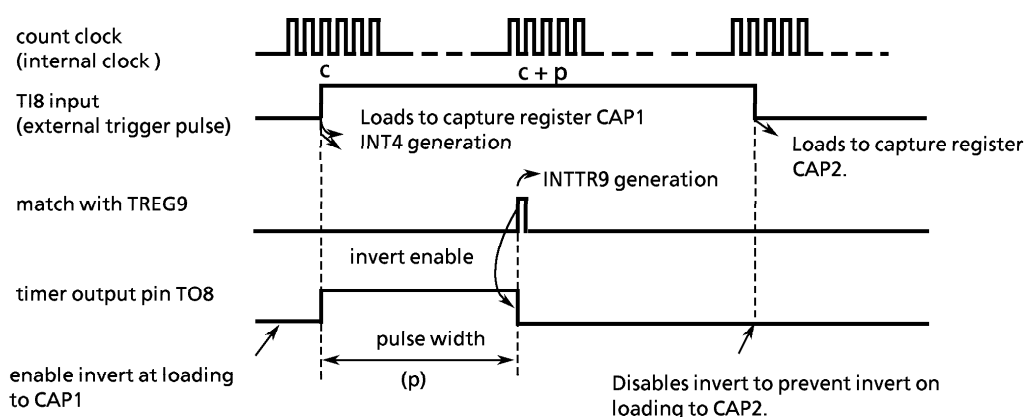 count clock
(internal clock )
c
c + p
TI8 input
(external trigger pulse)
Loads to capture register CAP1
INT4 generation
Loads to capture register
CAP2.
INTTR9 generation
match with TREG9
invert enable
timer output pin TO8
pulse width
(p)
enable invert at loading
to CAP1
Disables invert to prevent invert on
loading to CAP2.